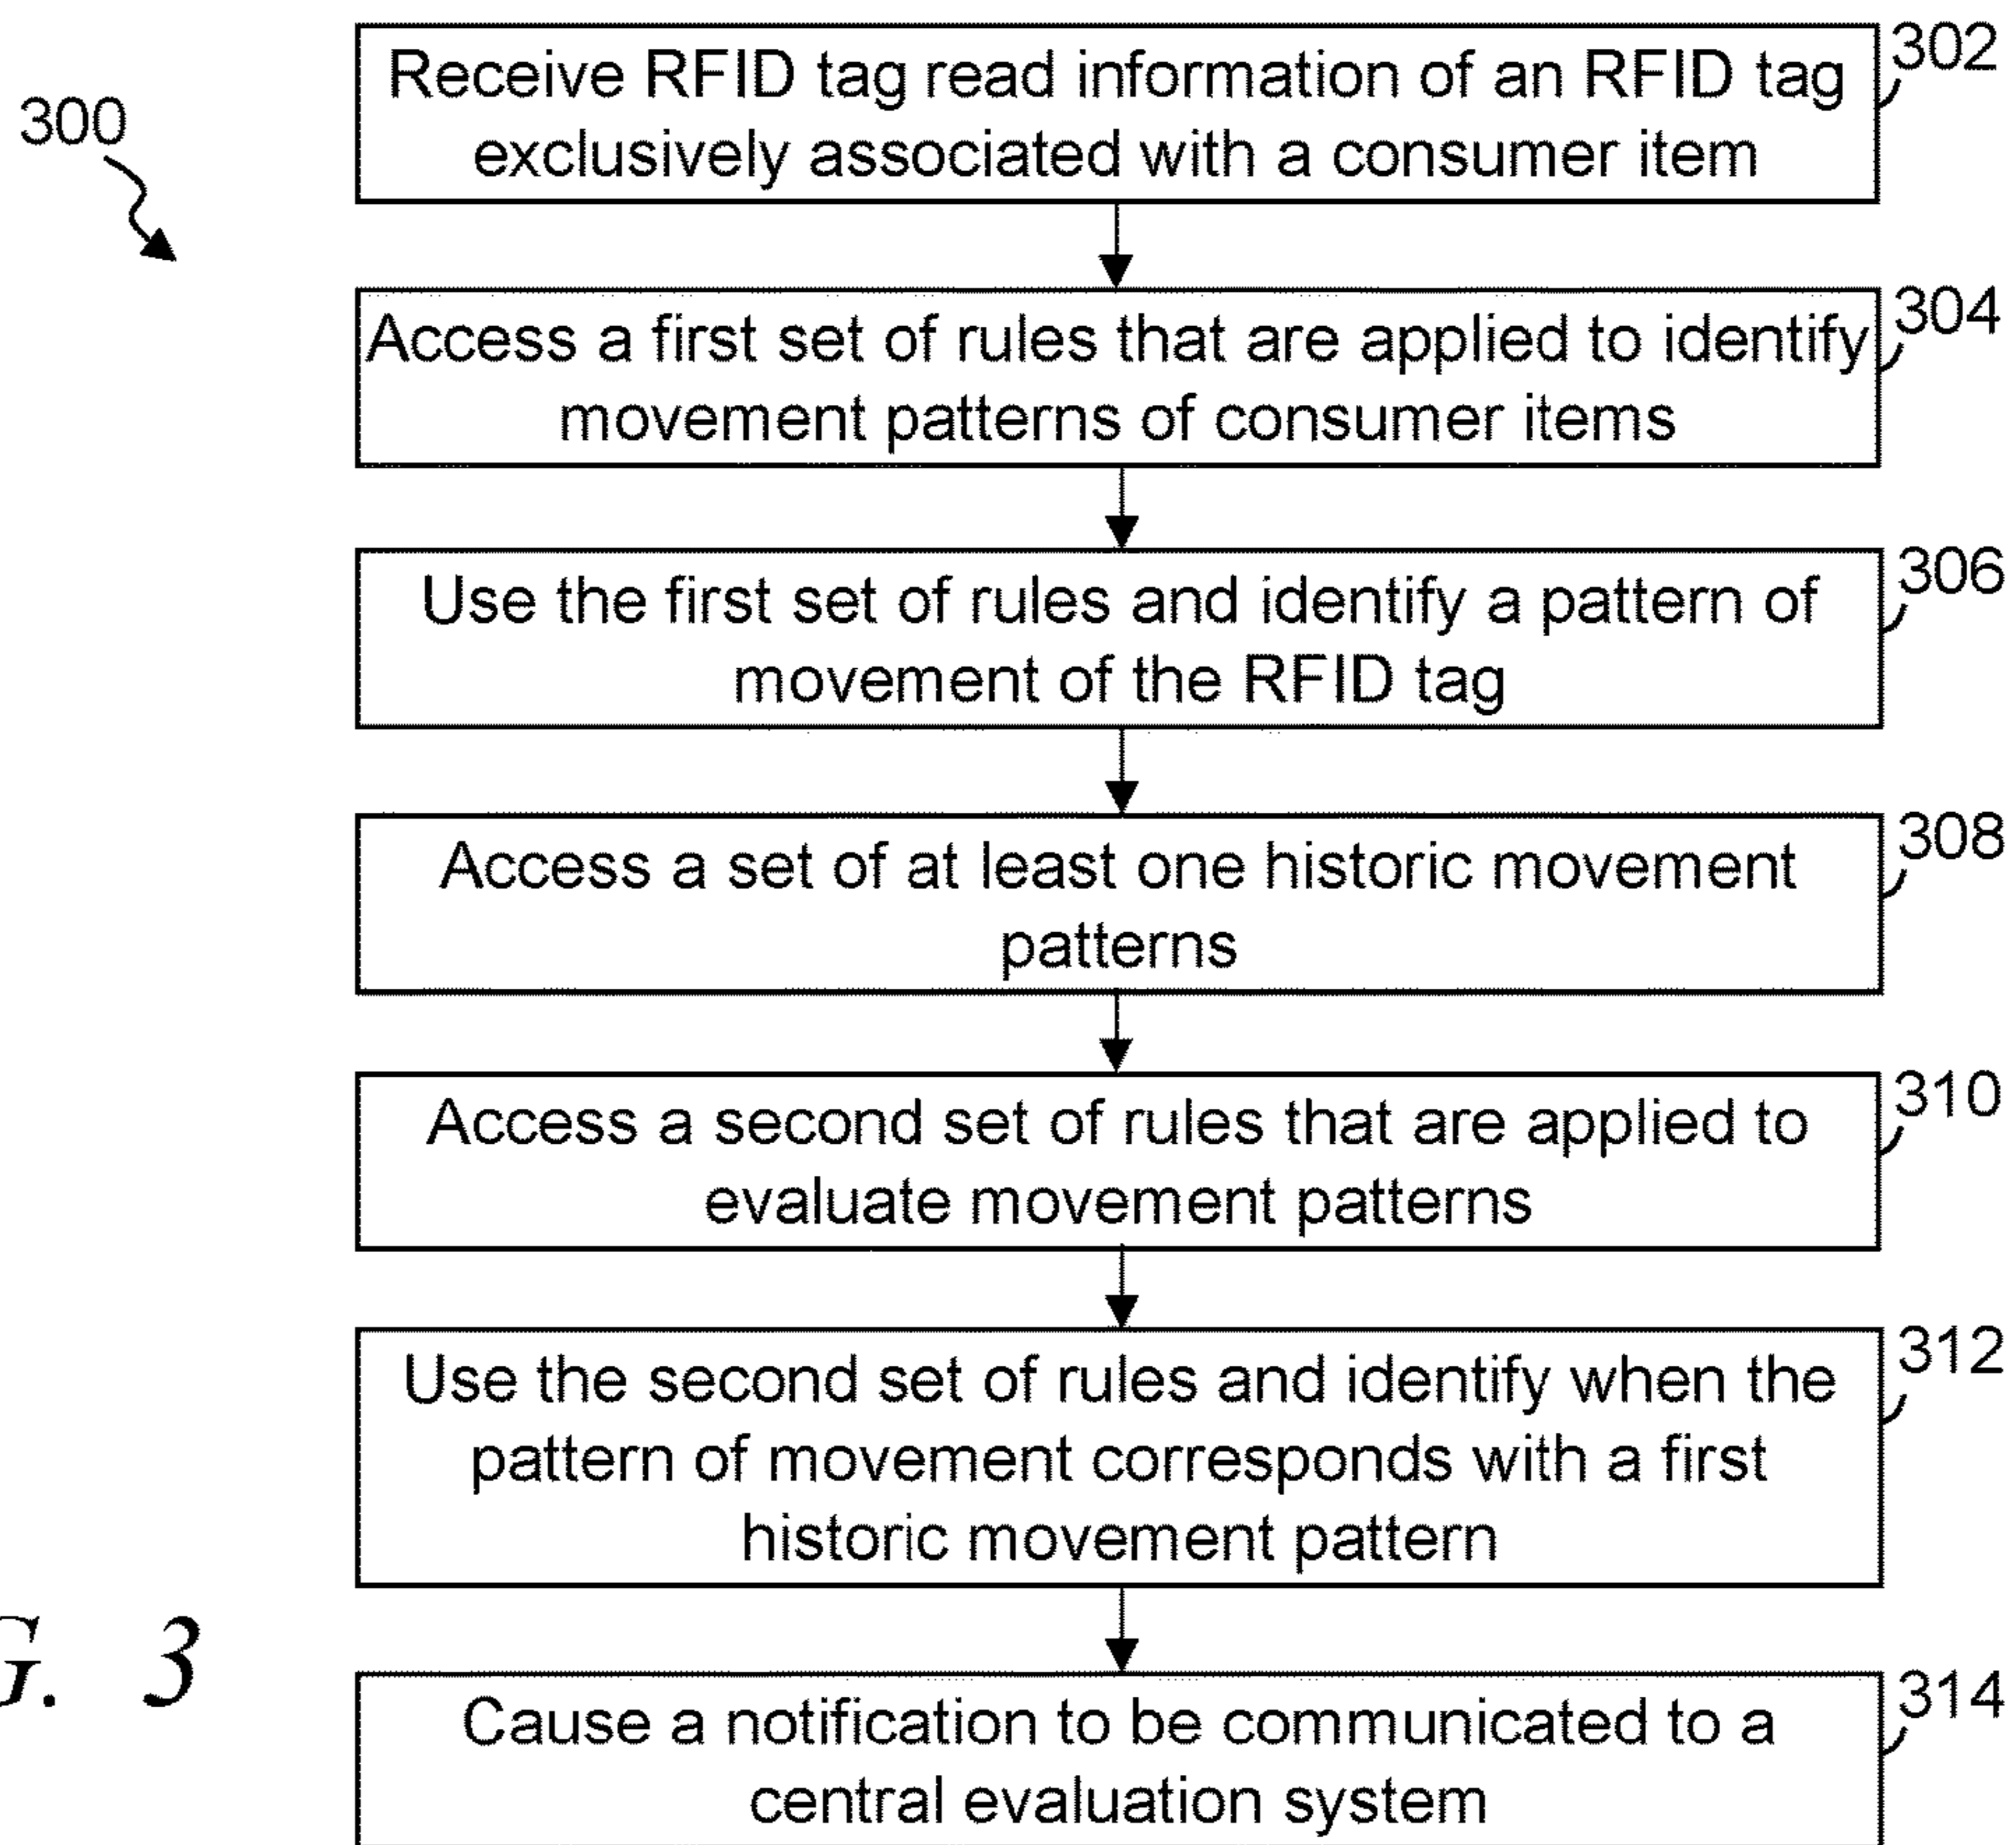 300
Receive RFID tag read information of an RFID tag
exclusively associated with a consumer item
302
Access a first set of rules that are applied to identify
movement patterns of consumer items
304
Use the first set of rules and identify a pattern of
movement of the RFID tag
306
Access a set of at least one historic movement
patterns
308
Access a second set of rules that are applied to
evaluate movement patterns
310
Use the second set of rules and identify when the
pattern of movement corresponds with a first
historic movement pattern
312
Cause a notification to be communicated to a
central evaluation system
314
G. 3